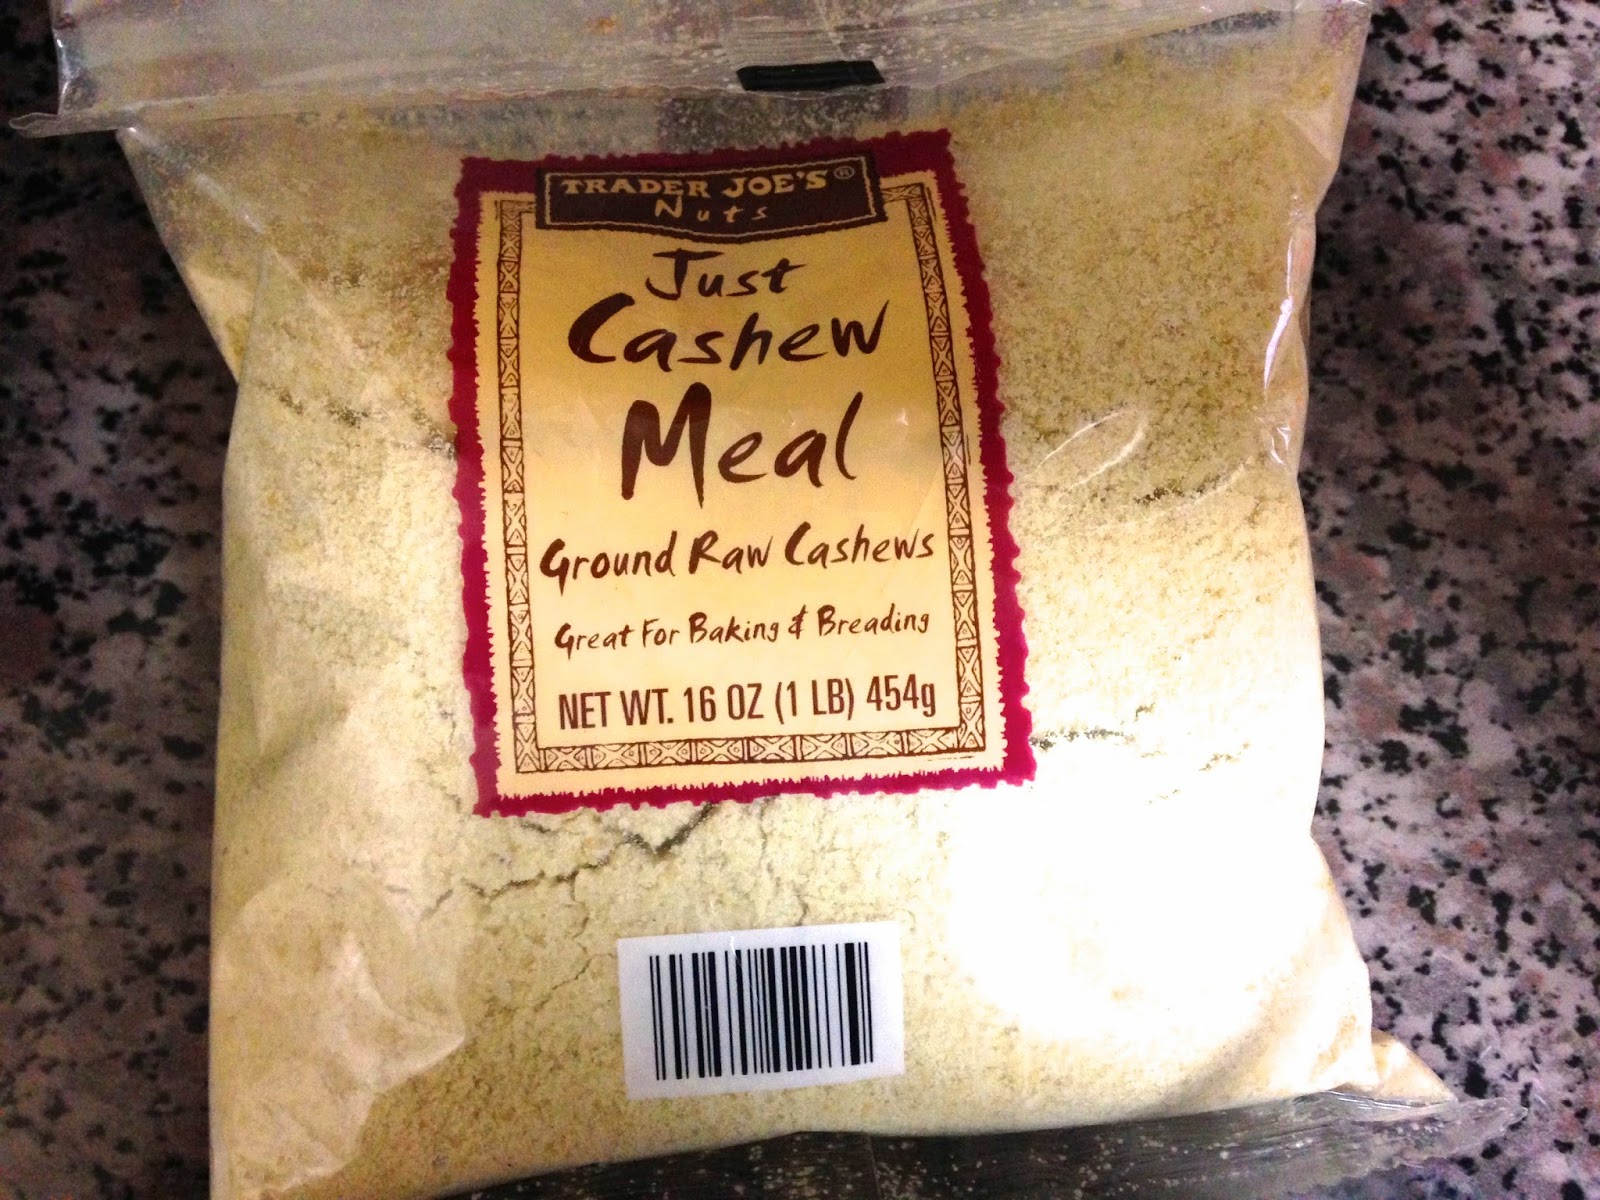 TRADER JOE'S®
Nuts
Just
Cashew
Meal
Ground Raw Cashews
Great For Baking & Breading
NET WT. 16 OZ (1 LB) 454g